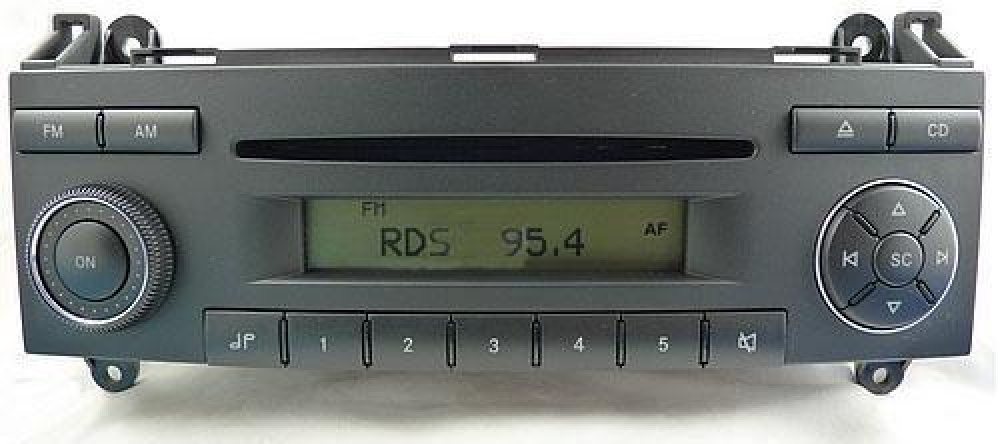 FM AM CD
FM
RDS 95.4 AF
ON SC
1 2 3 4 5